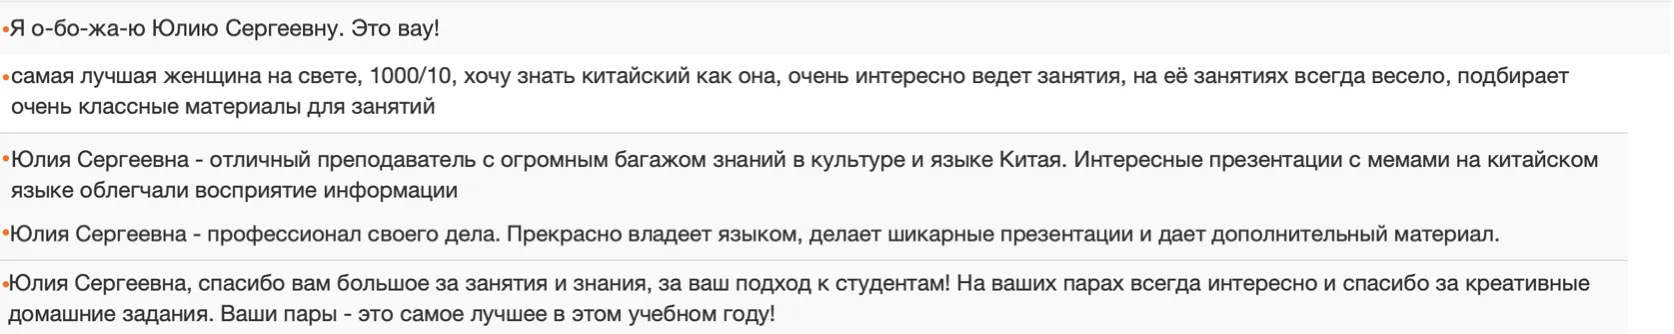 •Я о-бо-жа-ю Юлию Сергеевну. Это вау!
•самая лучшая женщина на свете, 1000/10, хочу знать китайский как она, очень интересно ведет занятия, на её занятиях всегда весело, подбирает
очень классные материалы для занятий
•Юлия Сергеевна - отличный преподаватель с огромным багажом знаний в культуре и языке Китая. Интересные презентации с мемами на китайском
языке облегчали восприятие информации
•Юлия Сергеевна - профессионал своего дела. Прекрасно владеет языком, делает шикарные презентации и дает дополнительный материал.
•Юлия Сергеевна, спасибо вам большое за занятия и знания, за ваш подход к студентам! На ваших парах всегда интересно и спасибо за креативные
домашние задания. Ваши пары - это самое лучшее в этом учебном году!